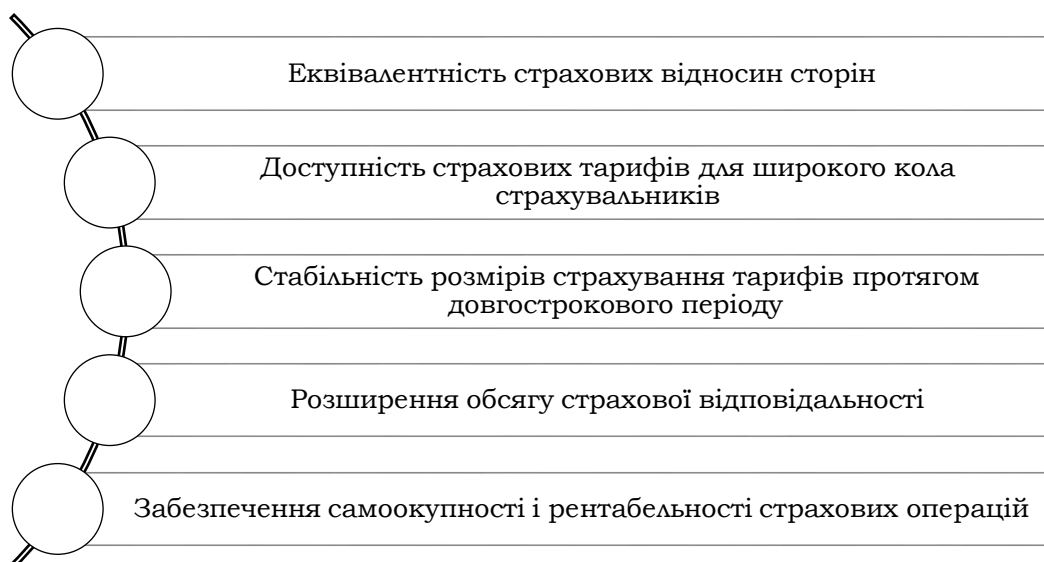 Еквівалентність страхових відносин сторін
Доступність страхових тарифів для широкого кола
страхувальників
Стабільність розмірів страхування тарифів протягом
довгострокового періоду
Розширення обсягу страхової відповідальності
Забезпечення самоокупності і рентабельності страхових операцій